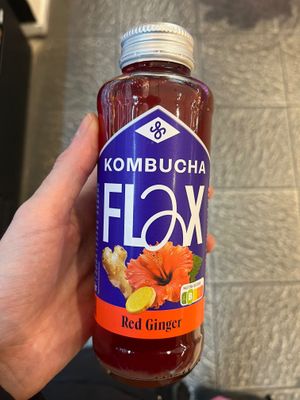 KOMBUCHA
FLAX
Red Ginger